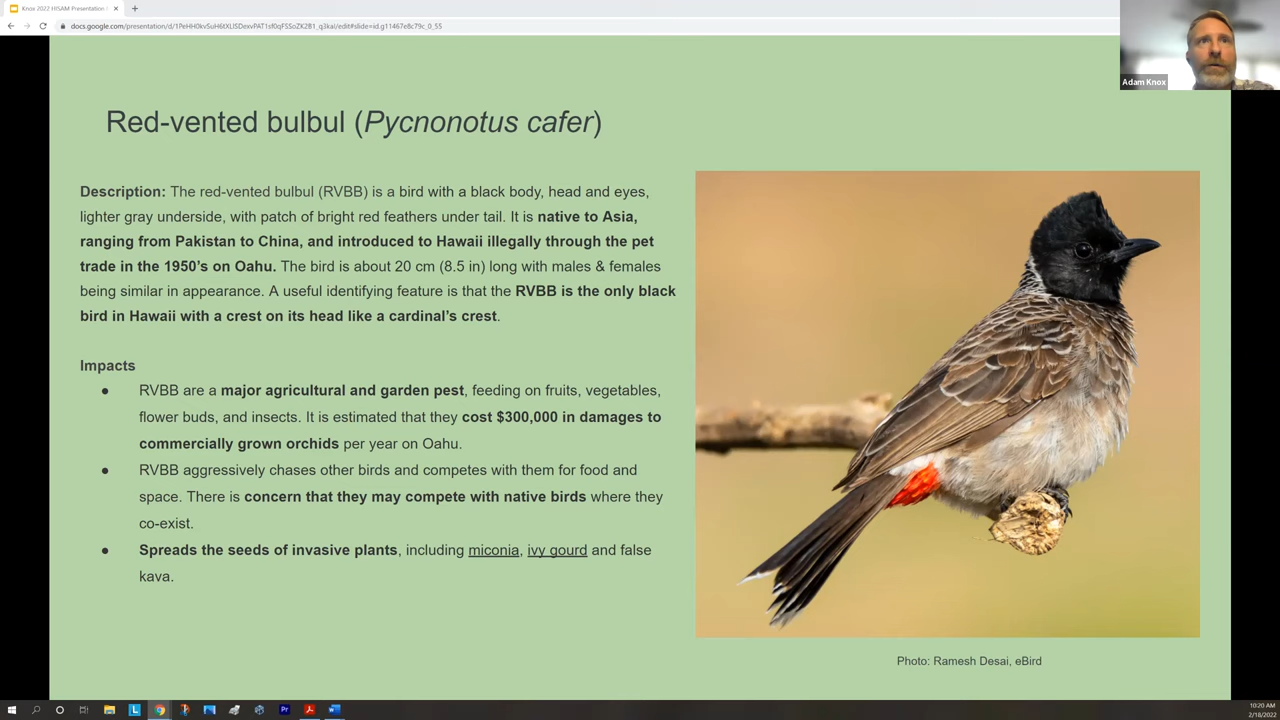 Knox 2022 HISAM Presentation
docs.google.com/presentation/d/1PeHH0kvSuH6tXLlSDexvPAT1sf0qFSSoZK2B1_q3kaI/edit#slide=id.g11467e8c79c_0_55
Adam Knox
Red-vented bulbul (Pycnonotus cafer)
Description: The red-vented bulbul (RVBB) is a bird with a black body, head and eyes,
lighter gray underside, with patch of bright red feathers under tail. It is native to Asia,
ranging from Pakistan to China, and introduced to Hawaii illegally through the pet
trade in the 1950's on Oahu. The bird is about 20 cm (8.5 in) long with males & females
being similar in appearance. A useful identifying feature is that the RVBB is the only black
bird in Hawaii with a crest on its head like a cardinal's crest.
Impacts
● RVBB are a major agricultural and garden pest, feeding on fruits, vegetables,
flower buds, and insects. It is estimated that they cost $300,000 in damages to
commercially grown orchids per year on Oahu.
● RVBB aggressively chases other birds and competes with them for food and
space. There is concern that they may compete with native birds where they
co-exist.
● Spreads the seeds of invasive plants, including miconia, ivy gourd and false
kava.
Photo: Ramesh Desai, eBird
10:20 AM
2/18/2022